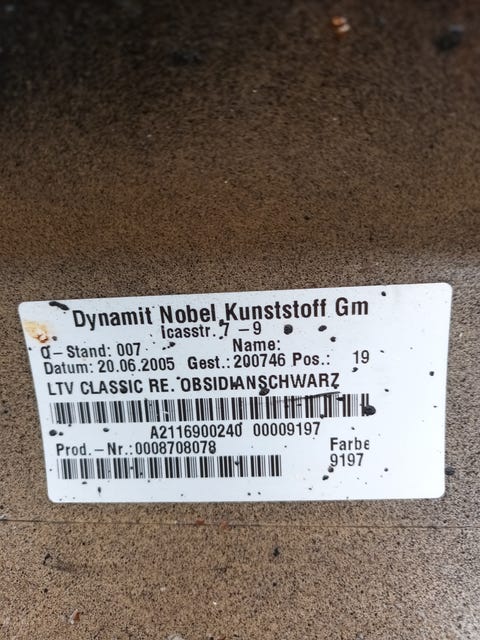 Dynamit Nobel Kunststoff Gm
icasstr. 7 -9
Q-Stand: 007 Name:
Datum: 20.06.2005 Gest.: 200746 Pos.: 19
LTV CLASSIC RE. OBSIDIANSCHWARZ
A2116900240 00009197
Prod.-Nr.:0008708078 Farbe
9197